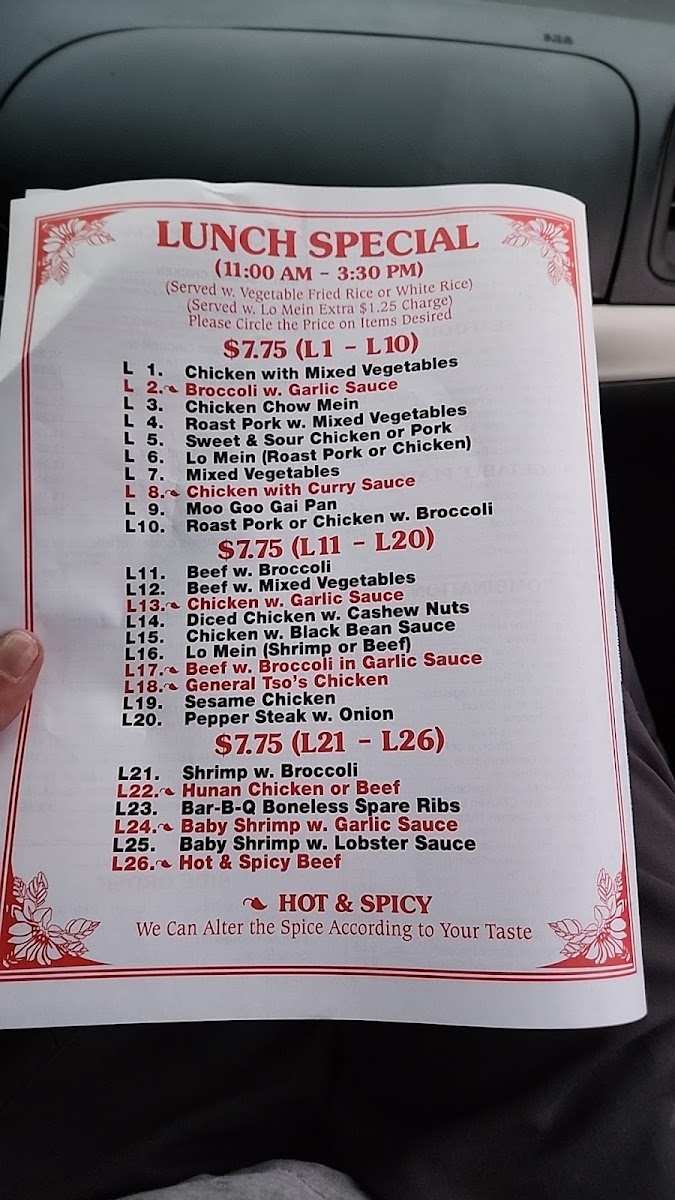 LUNCH SPECIAL
(11:00 AM - 3:30 PM)
(Served w. Vegetable Fried Rice or White Rice)
(Served w. Lo Mein Extra $1.25 Charge)
Please Circle the Price on Items Desired
$7.75 (L1 - L10)
L 1. Chicken with Mixed Vegetables
L 2. Broccoli w. Garlic Sauce
L 3. Chicken Chow Mein
L 4. Roast Pork w. Mixed Vegetables
L 5. Sweet & Sour Chicken or Pork
L 6. Lo Mein (Roast Pork or Chicken)
L 7. Mixed Vegetables
L 8. Chicken with Curry Sauce
L 9. Moo Goo Gai Pan
L10. Roast Pork or Chicken w. Broccoli
$7.75 (L11 - L20)
L11. Beef w. Broccoli
L12. Beef w. Mixed Vegetables
L13. Chicken w. Garlic Sauce
L14. Diced Chicken w. Cashew Nuts
L15. Chicken w. Black Bean Sauce
L16. Lo Mein (Shrimp or Beef)
L17. Beef w. Broccoli in Garlic Sauce
L18. General Tso's Chicken
L19. Sesame Chicken
L20. Pepper Steak w. Onion
$7.75 (L21 - L26)
L21. Shrimp w. Broccoli
L22. Hunan Chicken or Beef
L23. Bar-B-Q Boneless Spare Ribs
L24. Baby Shrimp w. Garlic Sauce
L25. Baby Shrimp w. Lobster Sauce
L26. Hot & Spicy Beef
HOT & SPICY
We Can Alter the Spice According to Your Taste